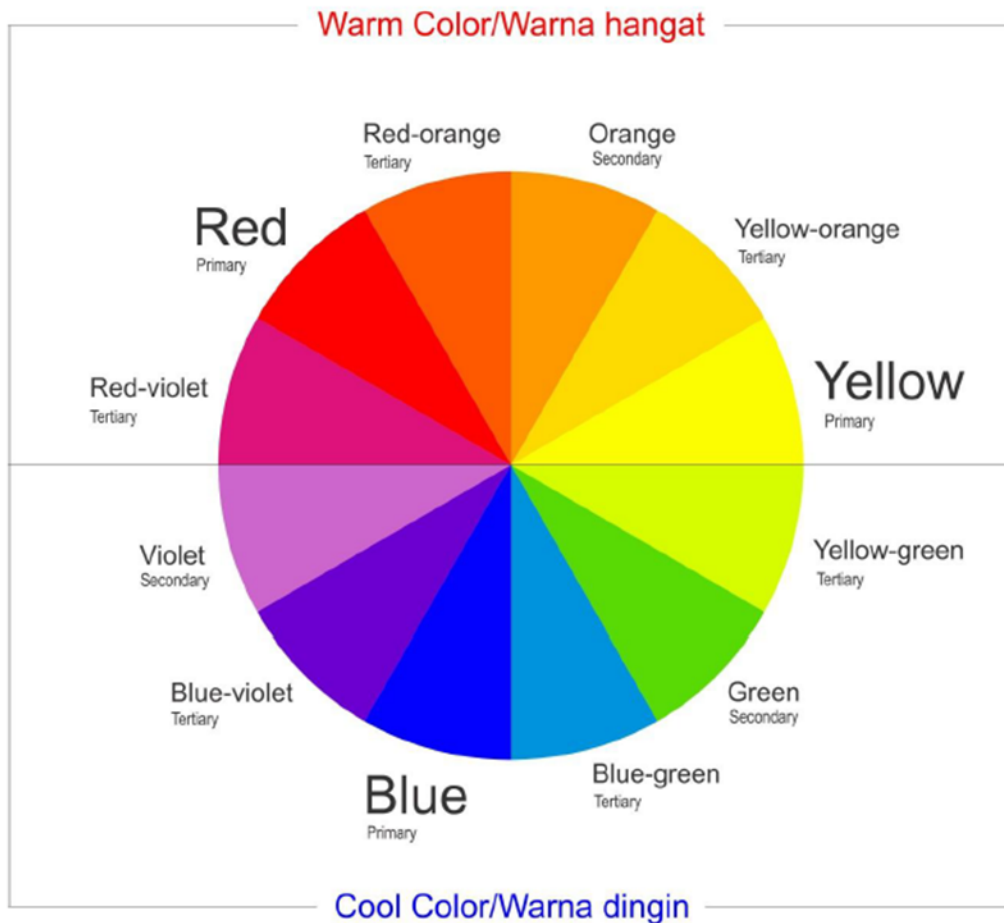 Warm Color/Warna hangat
Red-orange
Tertiary
Orange
Secondary
Red
Primary
Yellow-orange
Tertiary
Red-violet
Tertiary
Yellow
Primary
Violet
Secondary
Yellow-green
Tertiary
Blue-violet
Tertiary
Green
Secondary
Blue
Primary
Blue-green
Tertiary
Cool Color/Warna dingin